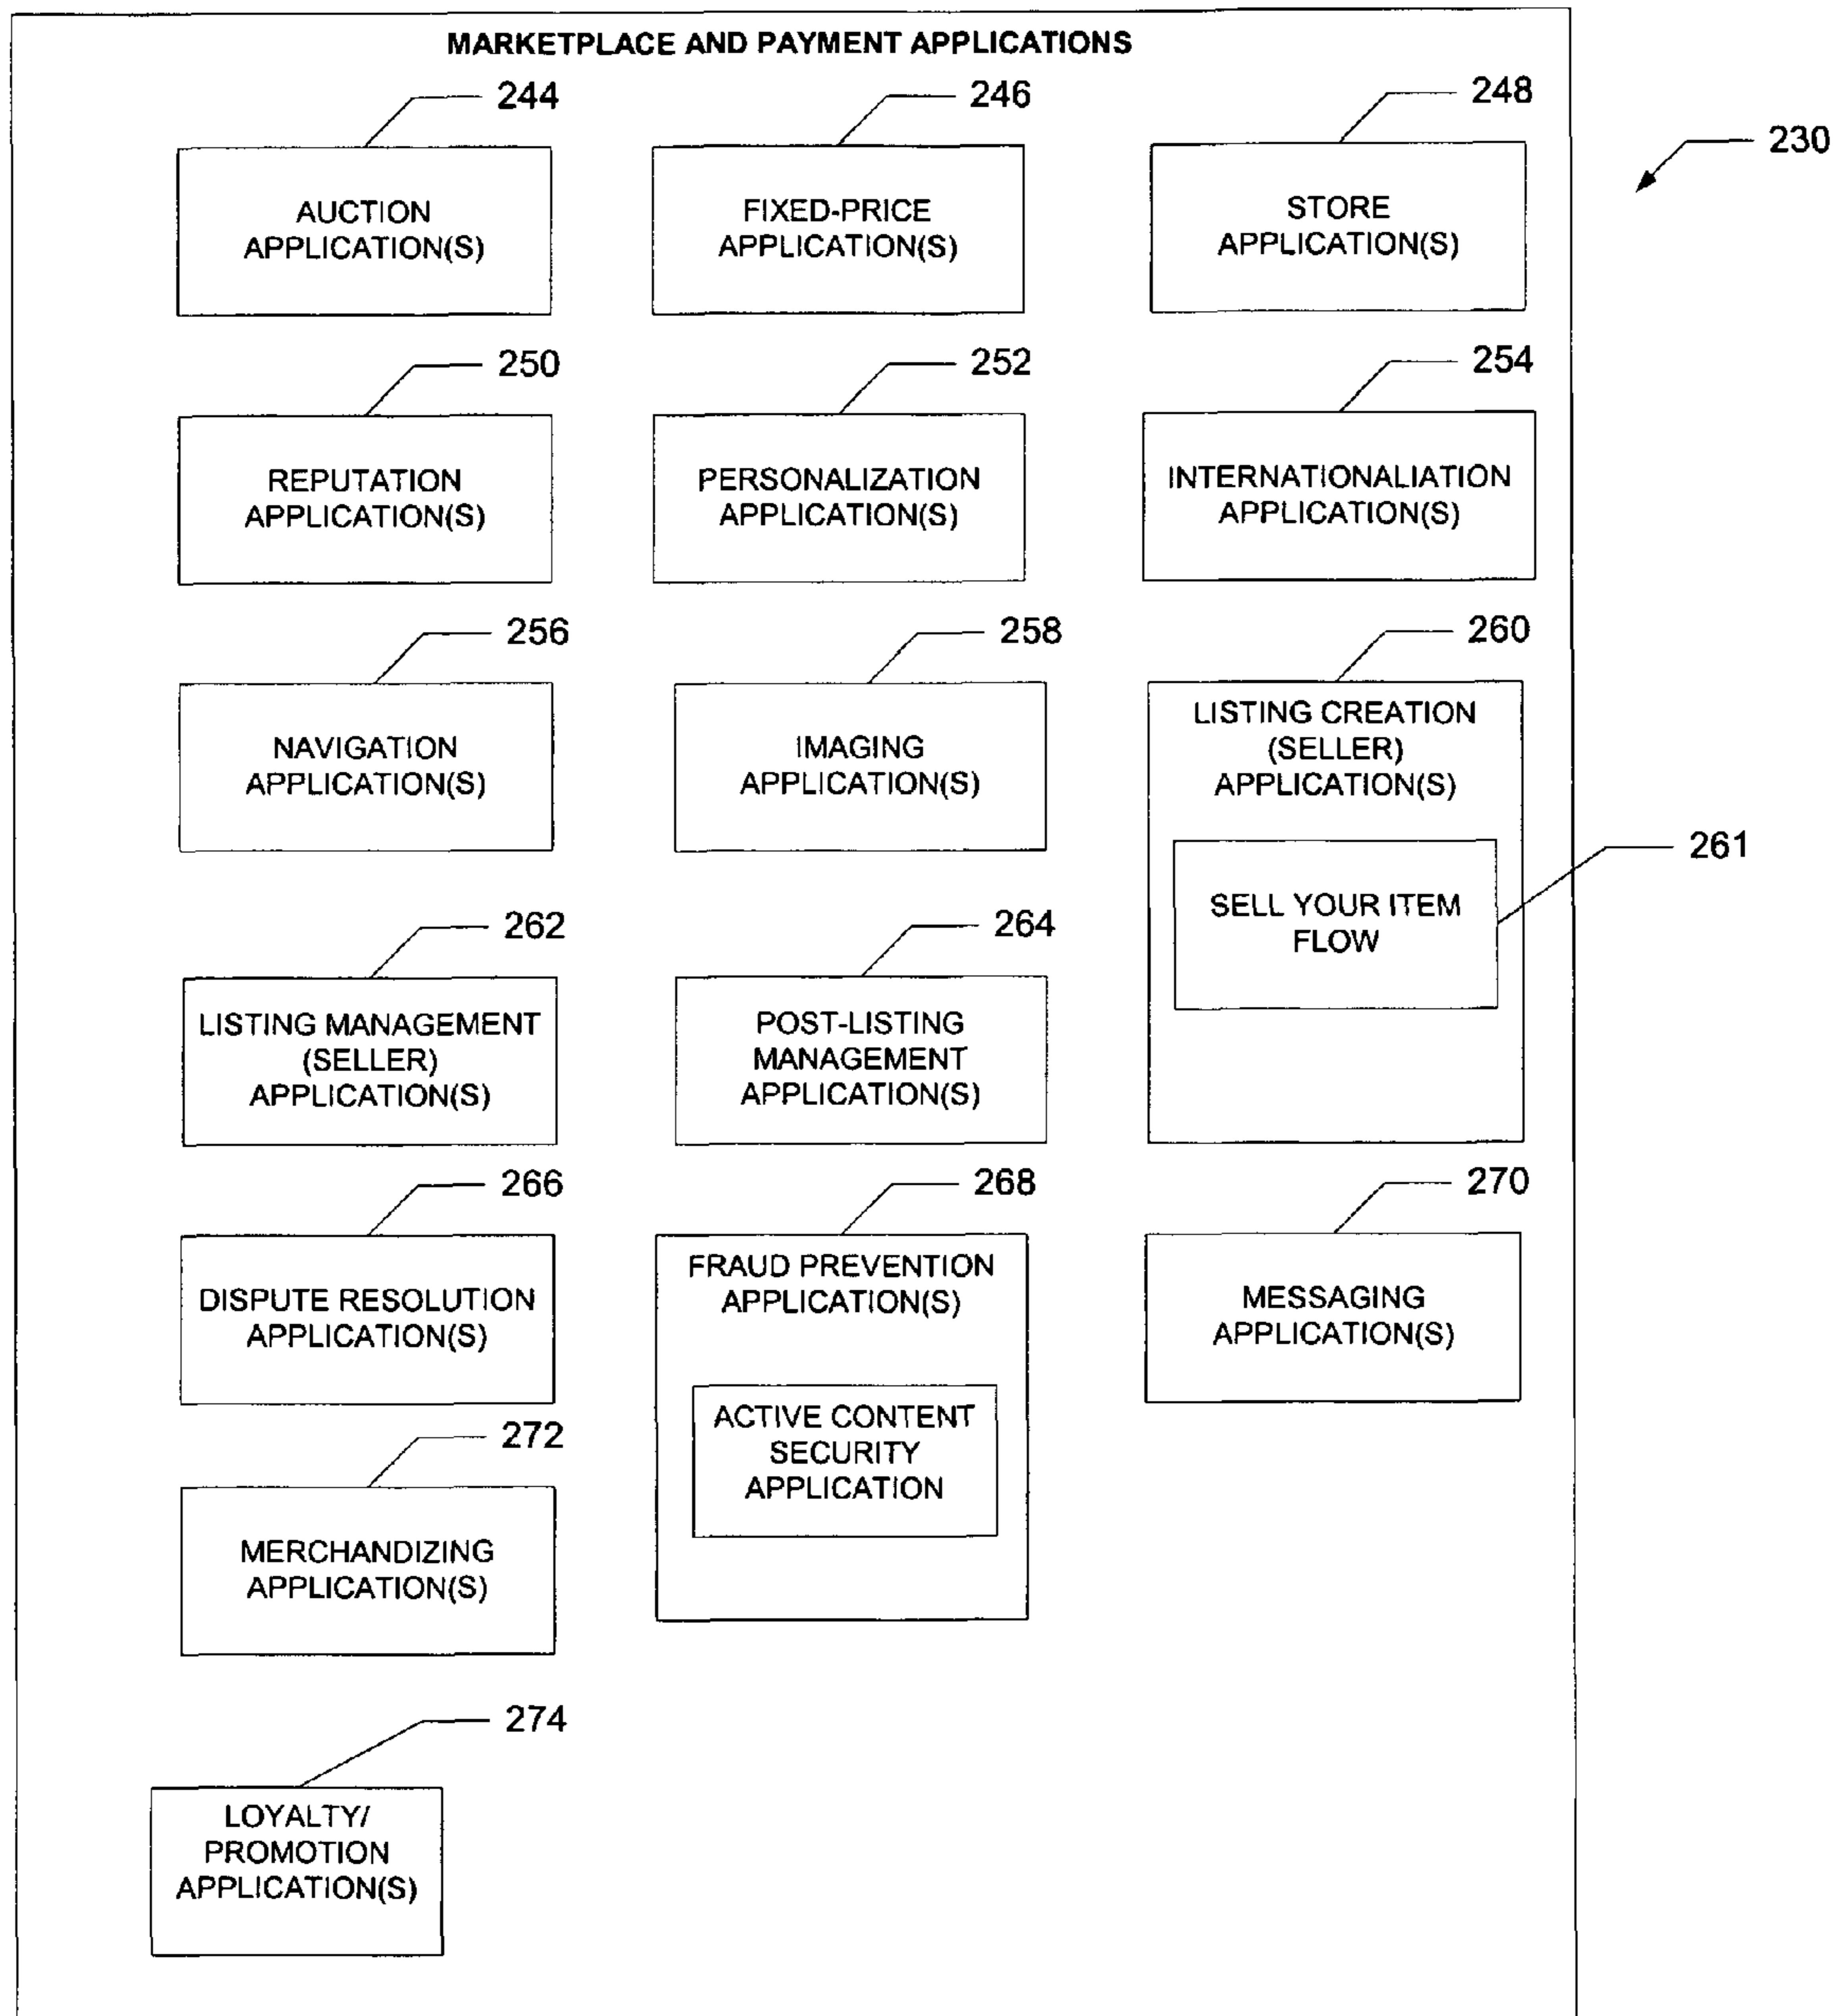 MARKETPLACE AND PAYMENT APPLICATIONS
244
246
248
230
AUCTION
APPLICATION(S)
FIXED-PRICE
APPLICATION(S)
STORE
APPLICATION(S)
250
252
254
REPUTATION
APPLICATION(S)
PERSONALIZATION
APPLICATION(S)
INTERNATIONALIATION
APPLICATION(S)
256
258
260
NAVIGATION
APPLICATION(S)
IMAGING
APPLICATION(S)
LISTING CREATION
(SELLER)
APPLICATION(S)
261
SELL YOUR ITEM
FLOW
262
264
LISTING MANAGEMENT
(SELLER)
APPLICATION(S)
POST-LISTING
MANAGEMENT
APPLICATION(S)
266
268
270
DISPUTE RESOLUTION
APPLICATION(S)
FRAUD PREVENTION
APPLICATION(S)
MESSAGING
APPLICATION(S)
ACTIVE CONTENT
SECURITY
APPLICATION
272
MERCHANDIZING
APPLICATION(S)
274
LOYALTY/
PROMOTION
APPLICATION(S)